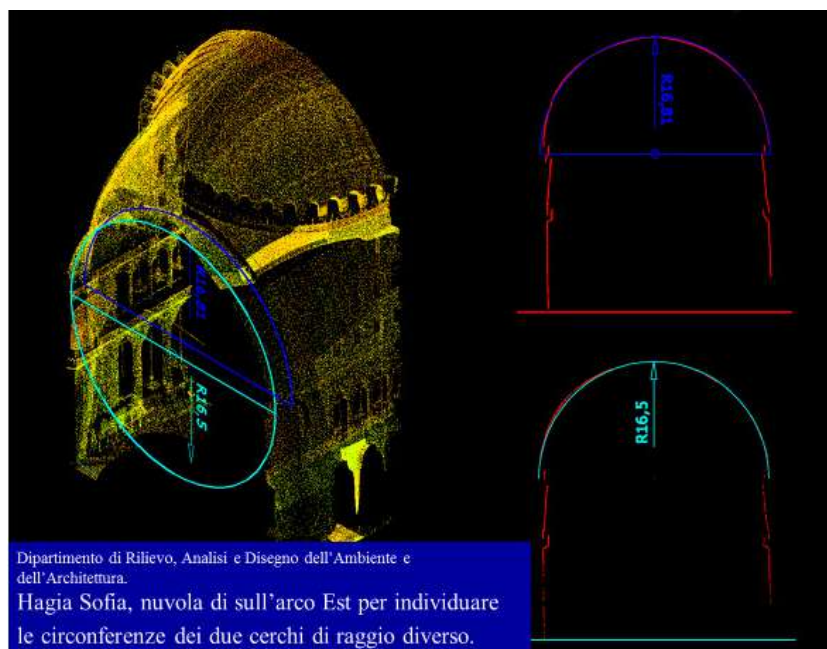 R16,81
R16,81
R16,5
R16,5
Dipartimento di Rilievo, Analisi e Disegno dell'Ambiente e
dell'Architettura.
Hagia Sofia, nuvola di sull'arco Est per individuare
le circonferenze dei due cerchi di raggio diverso.